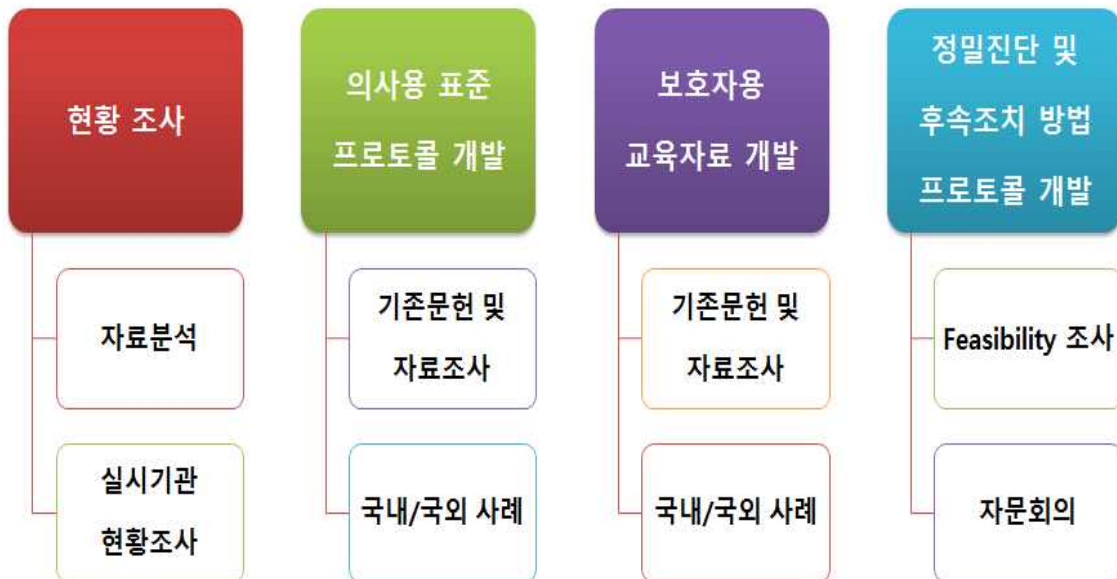 현황 조사
의사용 표준
프로토콜 개발
보호자용
교육자료 개발
정밀진단 및
후속조치 방법
프로토콜 개발
자료분석
기존문헌 및
자료조사
기존문헌 및
자료조사
Feasibility 조사
실시기관
현황조사
국내/국외 사례
국내/국외 사례
자문회의